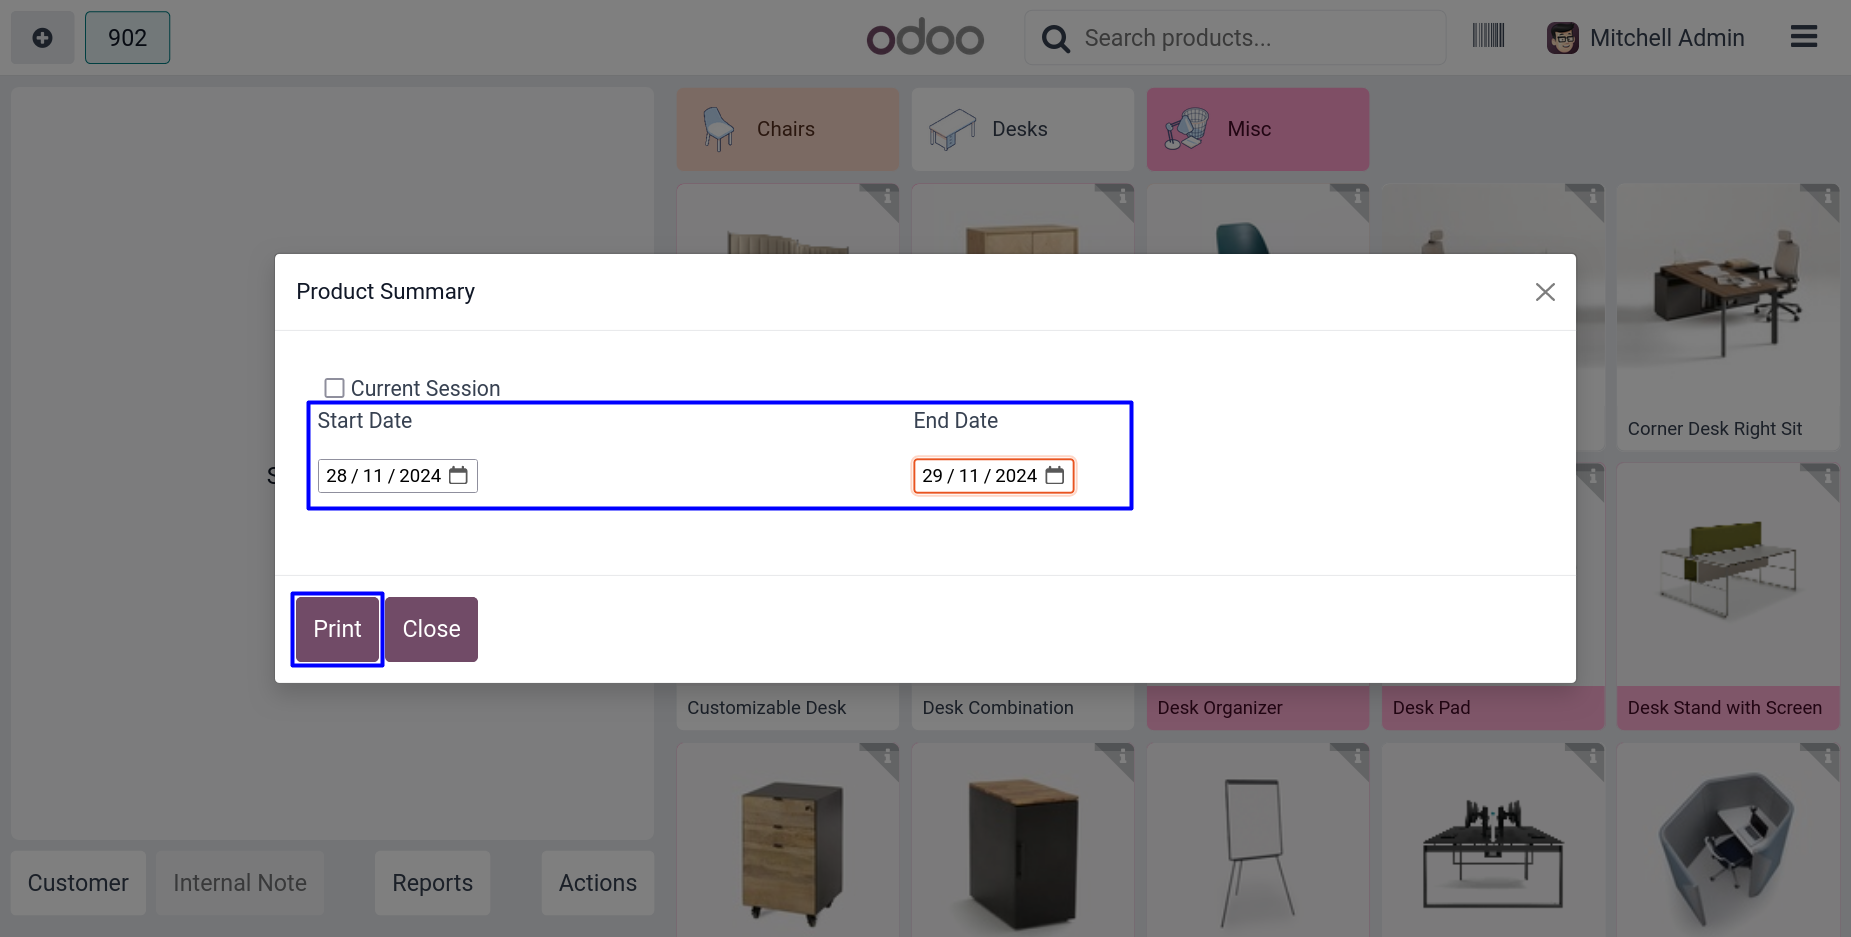 902
odoo
Search products...
Mitchell Admin
Chairs
Desks
Misc
Product Summary
Current Session
Start Date
End Date
28 / 11 / 2024
29 / 11 / 2024
Corner Desk Right Sit
Print
Close
Customizable Desk
Desk Combination
Desk Organizer
Desk Pad
Desk Stand with Screen
Customer
Internal Note
Reports
Actions